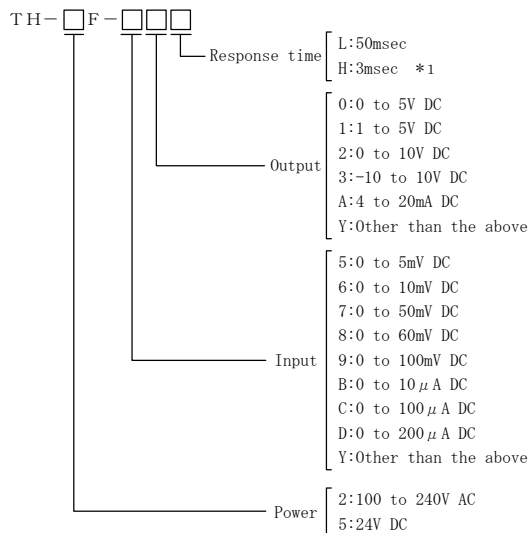 TH-□F-□□□
Response time
L:50msec
H:3msec *1
Output
0:0 to 5V DC
1:1 to 5V DC
2:0 to 10V DC
3:-10 to 10V DC
A:4 to 20mA DC
Y:Other than the above
Input
5:0 to 5mV DC
6:0 to 10mV DC
7:0 to 50mV DC
8:0 to 60mV DC
9:0 to 100mV DC
B:0 to 10μA DC
C:0 to 100μA DC
D:0 to 200μA DC
Y:Other than the above
Power
2:100 to 240V AC
5:24V DC